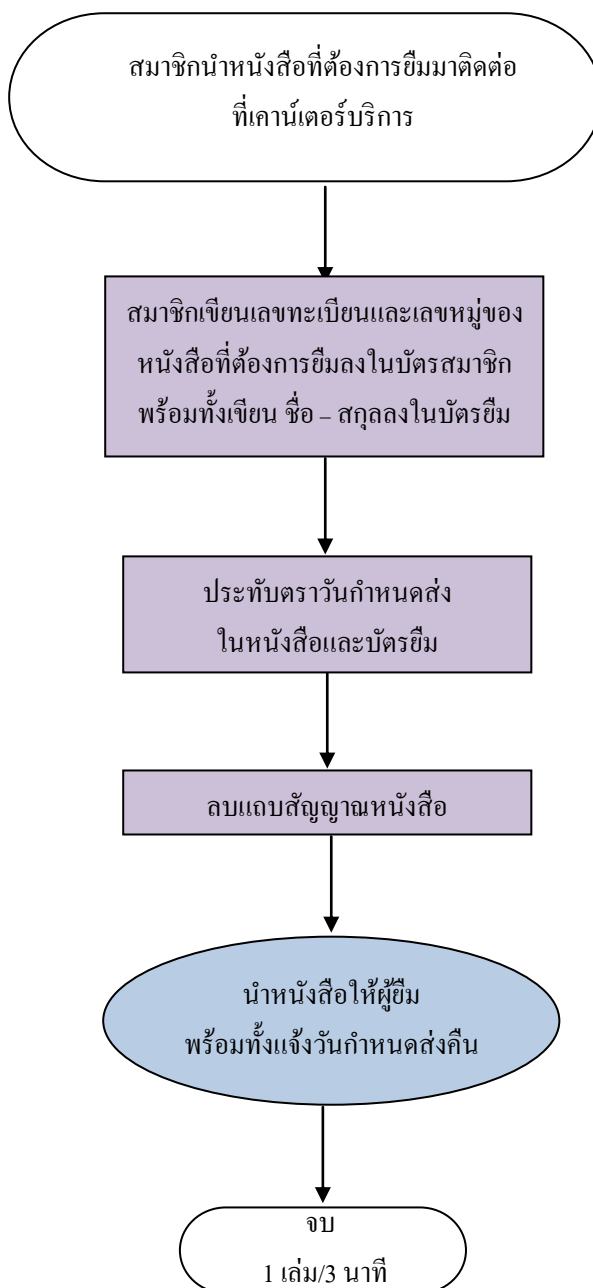 สมาชิกนำหนังสือที่ต้องการยืมมาติดต่อ
ที่เคาน์เตอร์บริการ
สมาชิกเขียนเลขทะเบียนและเลขหมู่ของ
หนังสือที่ต้องการยืมลงในบัตรสมาชิก
พร้อมทั้งเขียน ชื่อ – สกุลลงในบัตรยืม
ประทับตราวันกำหนดส่ง
ในหนังสือและบัตรยืม
ลบแถบสัญญาณหนังสือ
นำหนังสือให้ผู้ยืม
พร้อมทั้งแจ้งวันกำหนดส่งคืน
จบ
1 เล่ม/3 นาที